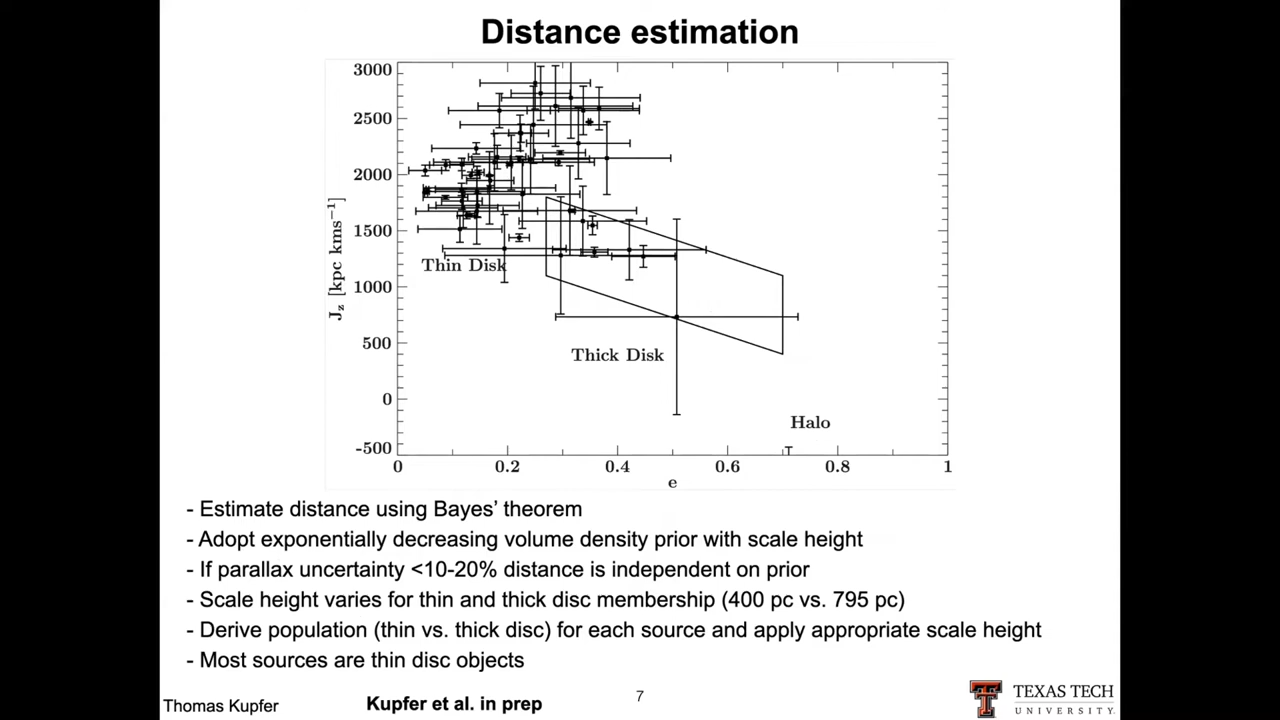 Distance estimation
3000
2500
2000
1500
1000
500
0
-500
J_z [kpc kms⁻¹]
Thin Disk
Thick Disk
Halo
0 0.2 0.4 0.6 0.8 1
e
- Estimate distance using Bayes’ theorem
- Adopt exponentially decreasing volume density prior with scale height
- If parallax uncertainty <10-20% distance is independent on prior
- Scale height varies for thin and thick disc membership (400 pc vs. 795 pc)
- Derive population (thin vs. thick disc) for each source and apply appropriate scale height
- Most sources are thin disc objects
Thomas Kupfer
Kupfer et al. in prep
7
TEXAS TECH
UNIVERSITY.